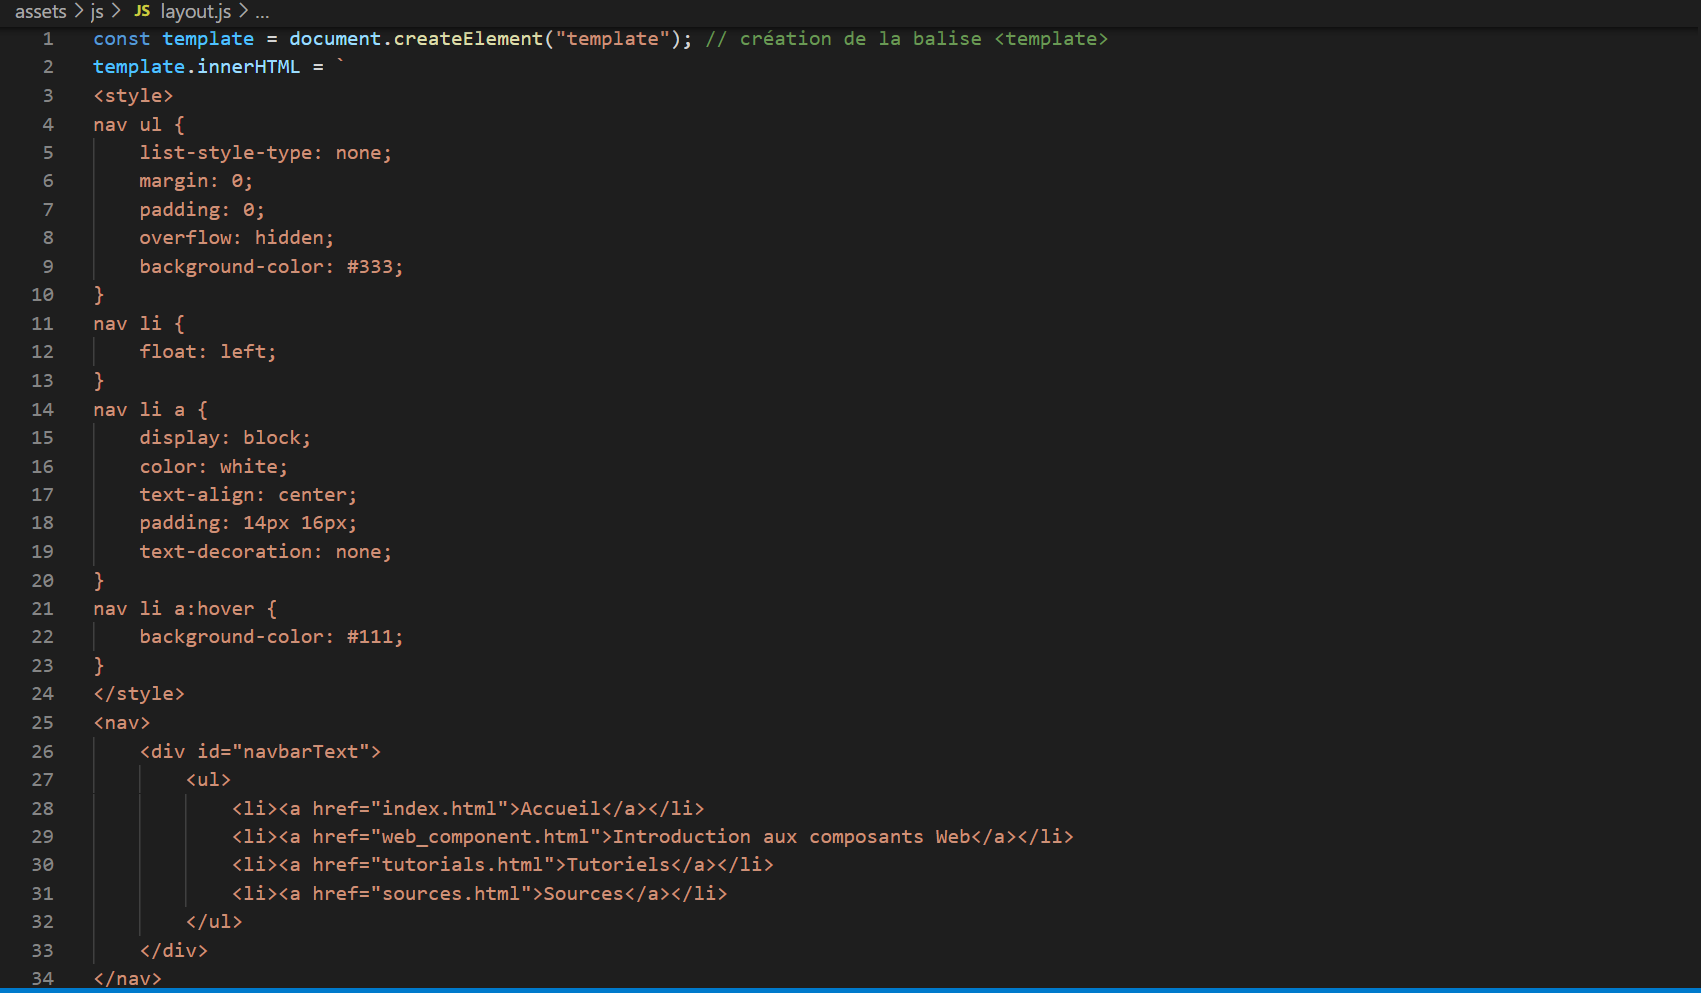 assets > js > JS layout.js > ...
1 const template = document.createElement("template"); // création de la balise <template>
2 template.innerHTML = `
3 <style>
4 nav ul {
5     list-style-type: none;
6     margin: 0;
7     padding: 0;
8     overflow: hidden;
9     background-color: #333;
10 }
11 nav li {
12     float: left;
13 }
14 nav li a {
15     display: block;
16     color: white;
17     text-align: center;
18     padding: 14px 16px;
19     text-decoration: none;
20 }
21 nav li a:hover {
22     background-color: #111;
23 }
24 </style>
25 <nav>
26     <div id="navbarText">
27         <ul>
28             <li><a href="index.html">Accueil</a></li>
29             <li><a href="web_component.html">Introduction aux composants Web</a></li>
30             <li><a href="tutorials.html">Tutoriels</a></li>
31             <li><a href="sources.html">Sources</a></li>
32         </ul>
33     </div>
34 </nav>